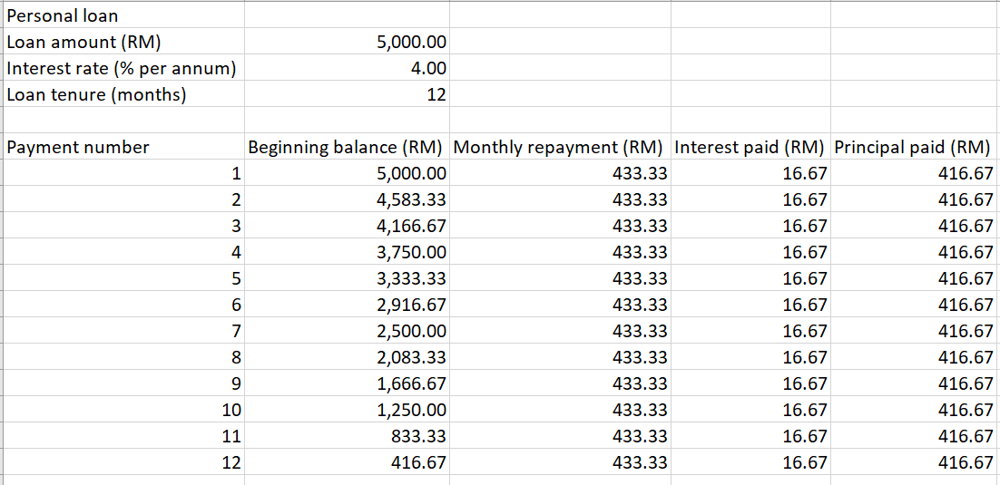 Personal loan
Loan amount (RM) 5,000.00
Interest rate (% per annum) 4.00
Loan tenure (months) 12
Payment number Beginning balance (RM) Monthly repayment (RM) Interest paid (RM) Principal paid (RM)
1 5,000.00 433.33 16.67 416.67
2 4,583.33 433.33 16.67 416.67
3 4,166.67 433.33 16.67 416.67
4 3,750.00 433.33 16.67 416.67
5 3,333.33 433.33 16.67 416.67
6 2,916.67 433.33 16.67 416.67
7 2,500.00 433.33 16.67 416.67
8 2,083.33 433.33 16.67 416.67
9 1,666.67 433.33 16.67 416.67
10 1,250.00 433.33 16.67 416.67
11 833.33 433.33 16.67 416.67
12 416.67 433.33 16.67 416.67